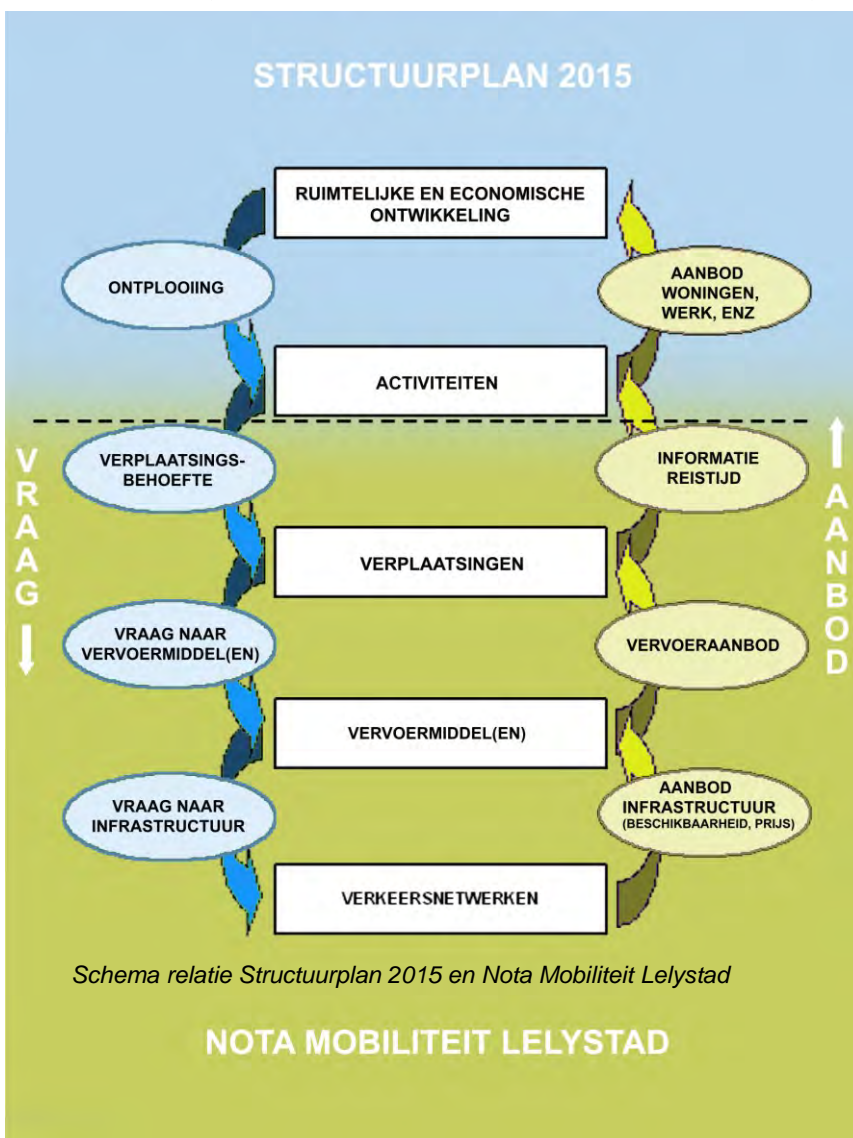 STRUCTUURPLAN 2015
RUIMTELIJKE EN ECONOMISCHE
ONTWIKKELING
ONTPLOOIING
AANBOD
WONINGEN,
WERK, ENZ
ACTIVITEITEN
VERPLAATSINGS-
BEHOEFTE
INFORMATIE
REISTIJD
VRAAG
AANBOD
VERPLAATSINGEN
VRAAG NAAR
VERVOERMIDDEL(EN)
VERVOERAANBOD
VERVOERMIDDEL(EN)
VRAAG NAAR
INFRASTRUCTUUR
AANBOD
INFRASTRUCTUUR
(BESCHIKBAARHEID, PRIJS)
VERKEERSNETWERKEN
Schema relatie Structuurplan 2015 en Nota Mobiliteit Lelystad
NOTA MOBILITEIT LELYSTAD